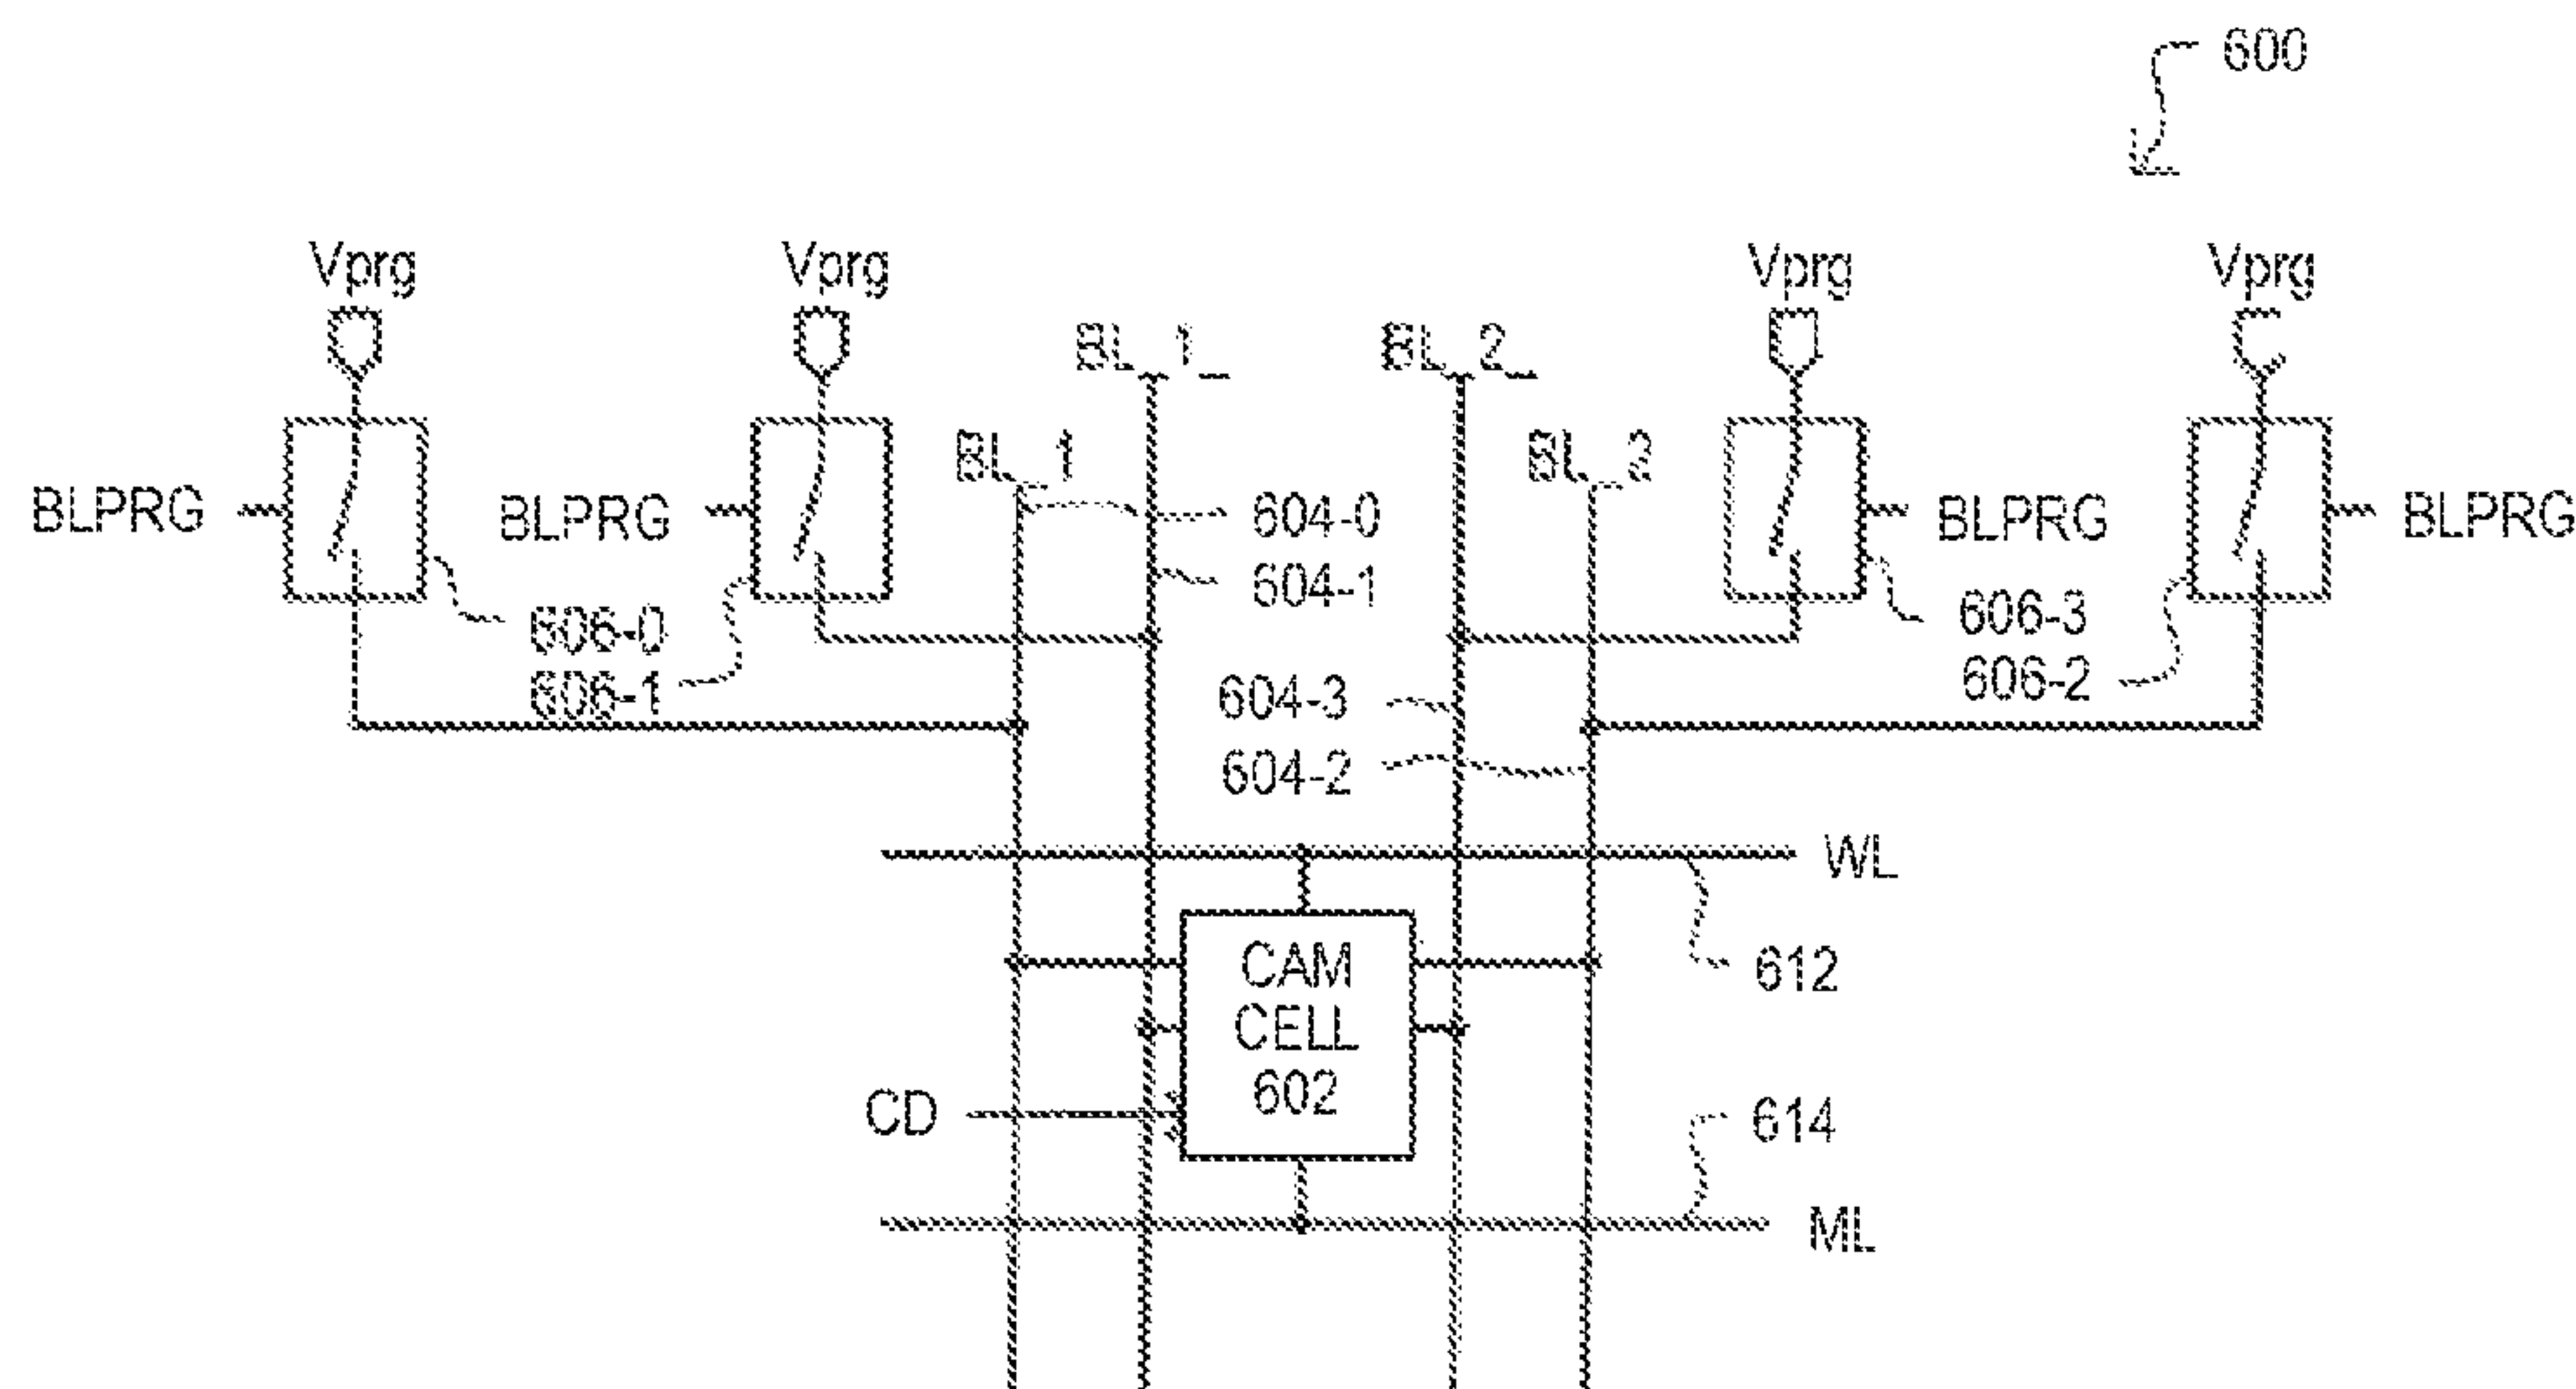 600
Vprg
Vprg
Vprg
Vprg
BL_1_
BL_2_
BL_1
BL_2
BLPRG
BLPRG
604-0
BLPRG
BLPRG
604-1
606-0
606-3
606-1
604-3
606-2
604-2
WL
CAM
CELL
602
612
CD
614
ML